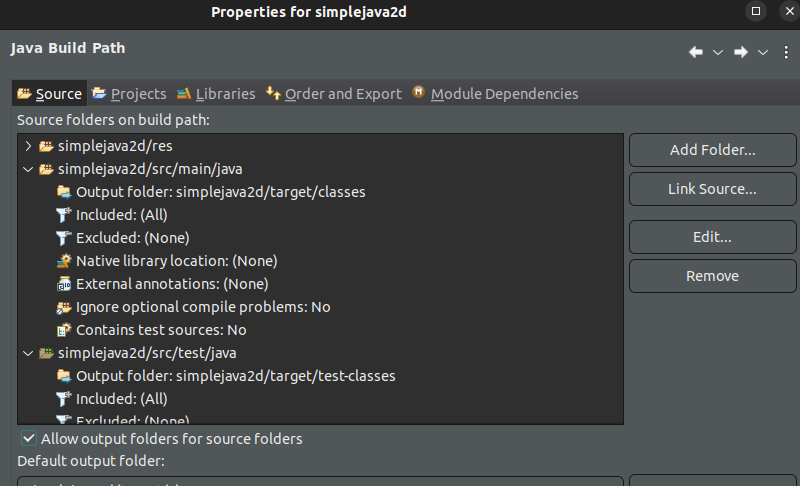 Properties for simplejava2d
Java Build Path
Source Projects Libraries Order and Export Module Dependencies
Source folders on build path:
simplejava2d/res
simplejava2d/src/main/java
Output folder: simplejava2d/target/classes
Included: (All)
Excluded: (None)
Native library location: (None)
External annotations: (None)
Ignore optional compile problems: No
Contains test sources: No
simplejava2d/src/test/java
Output folder: simplejava2d/target/test-classes
Included: (All)
Excluded: (None)
Add Folder...
Link Source...
Edit...
Remove
Allow output folders for source folders
Default output folder: